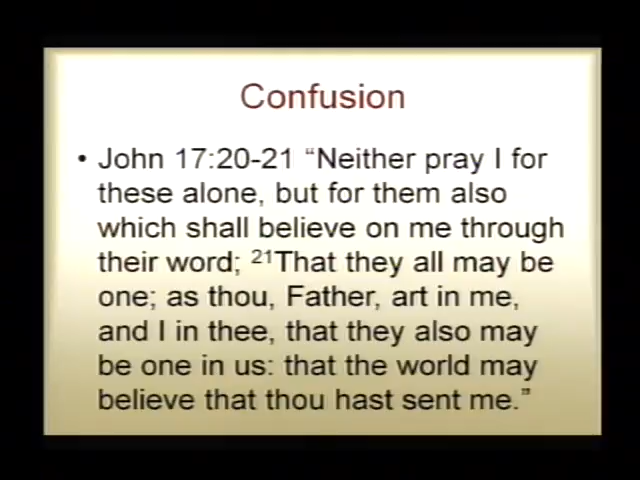 Confusion
• John 17:20-21 “Neither pray I for
these alone, but for them also
which shall believe on me through
their word; ²¹That they all may be
one; as thou, Father, art in me,
and I in thee, that they also may
be one in us: that the world may
believe that thou hast sent me.”